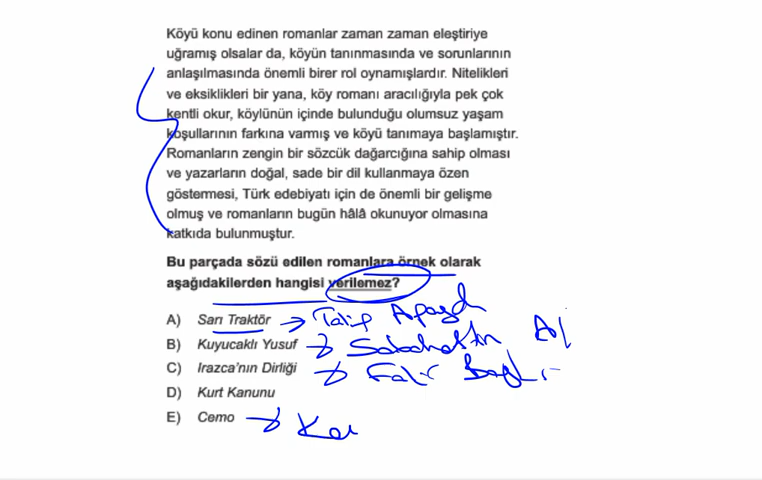 Köyü konu edinen romanlar zaman zaman eleştiriye
uğramış olsalar da, köyün tanınmasında ve sorunlarının
anlaşılmasında önemli birer rol oynamışlardır. Nitelikleri
ve eksiklikleri bir yana, köy romanı aracılığıyla pek çok
kentli okur, köylünün içinde bulunduğu olumsuz yaşam
koşullarının farkına varmış ve köyü tanımaya başlamıştır.
Romanların zengin bir sözcük dağarcığına sahip olması
ve yazarların doğal, sade bir dil kullanmaya özen
göstermesi, Türk edebiyatı için de önemli bir gelişme
olmuş ve romanların bugün hâlâ okunuyor olmasına
katkıda bulunmuştur.
Bu parçada sözü edilen romanlara örnek olarak
aşağıdakilerden hangisi verilemez?
A) Sarı Traktör → Talip Apaydı
B) Kuyucaklı Yusuf → Sabahattin Al
C) Irazca'nın Dirliği → Fakir
D) Kurt Kanunu
E) Cemo → Ke